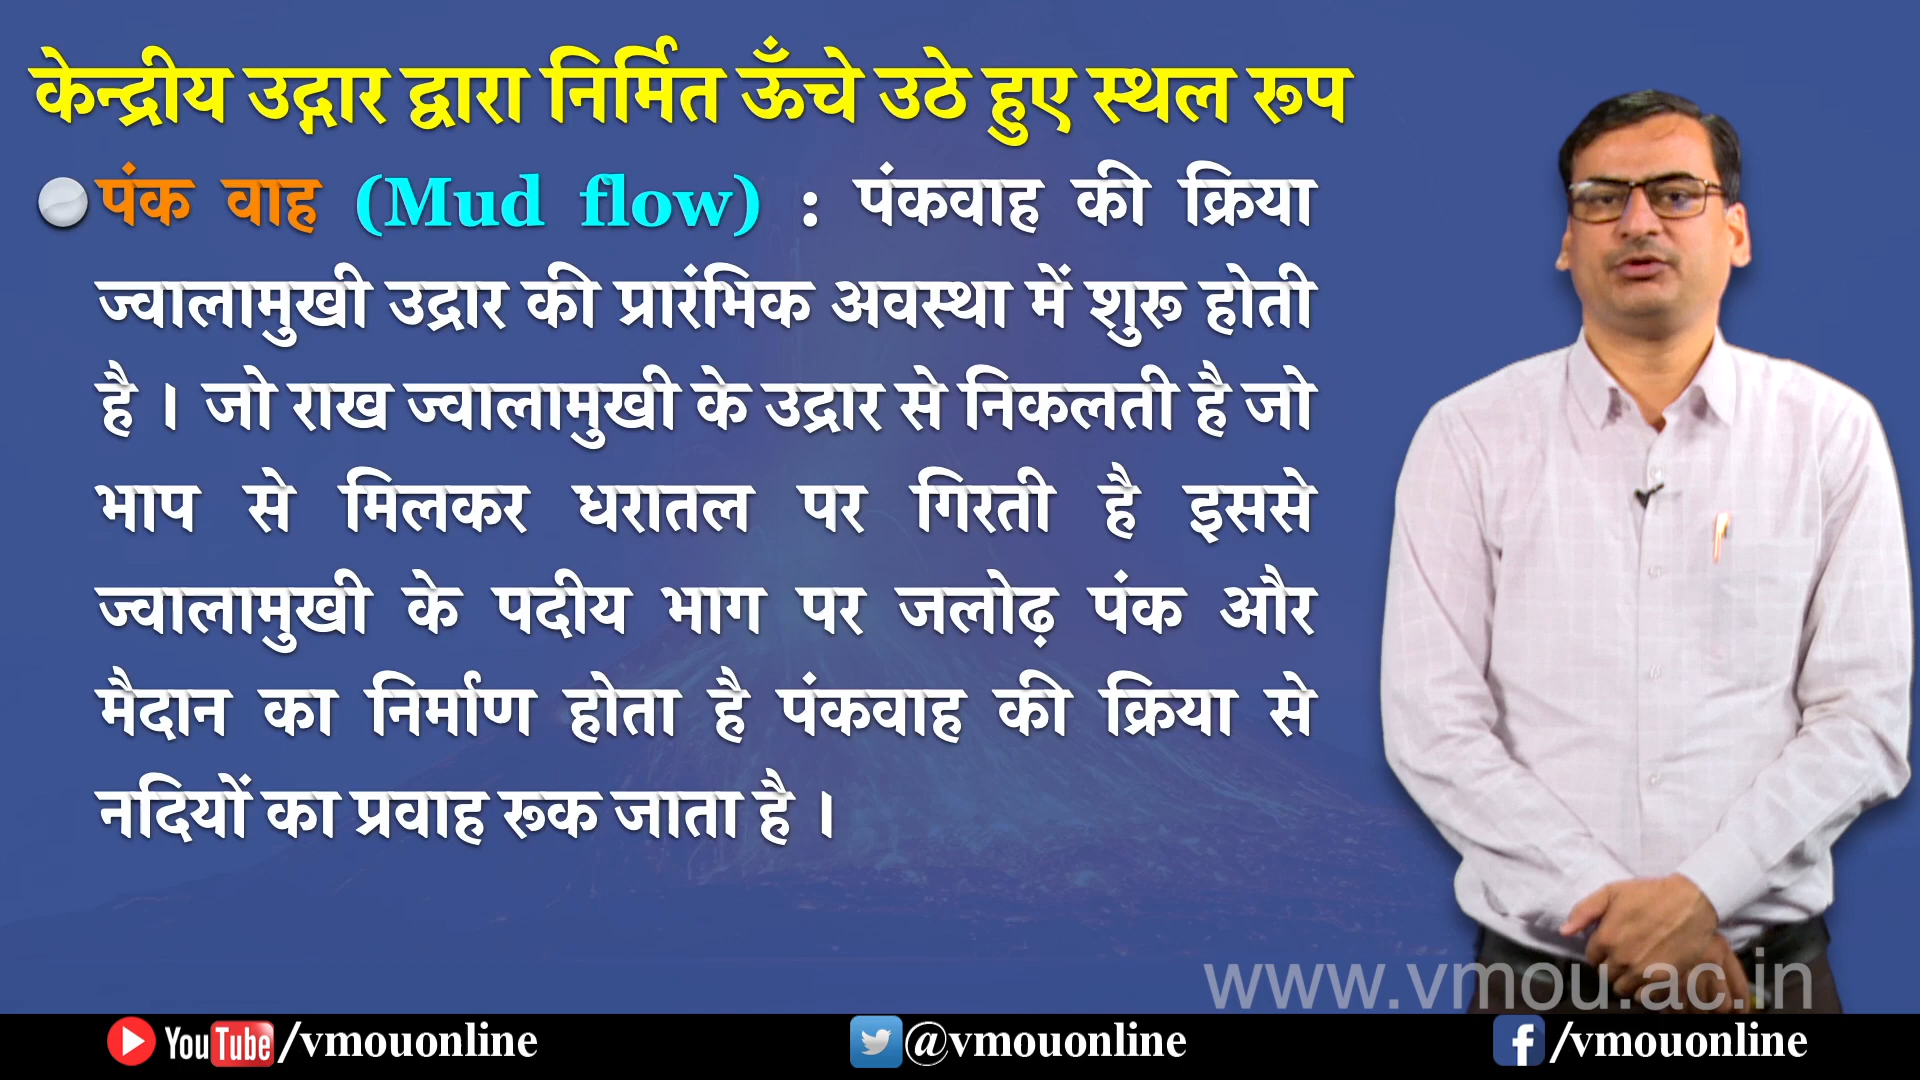 केन्द्रीय उद्गार द्वारा निर्मित ऊँचे उठे हुए स्थल रूप
पंक वाह (Mud flow) : पंकवाह की क्रिया
ज्वालामुखी उद्रार की प्रारंभिक अवस्था में शुरू होती
है । जो राख ज्वालामुखी के उद्रार से निकलती है जो
भाप से मिलकर धरातल पर गिरती है इससे
ज्वालामुखी के पदीय भाग पर जलोढ़ पंक और
मैदान का निर्माण होता है पंकवाह की क्रिया से
नदियों का प्रवाह रूक जाता है ।
www.vmou.ac.in
YouTube /vmouonline
@vmouonline
f /vmouonline